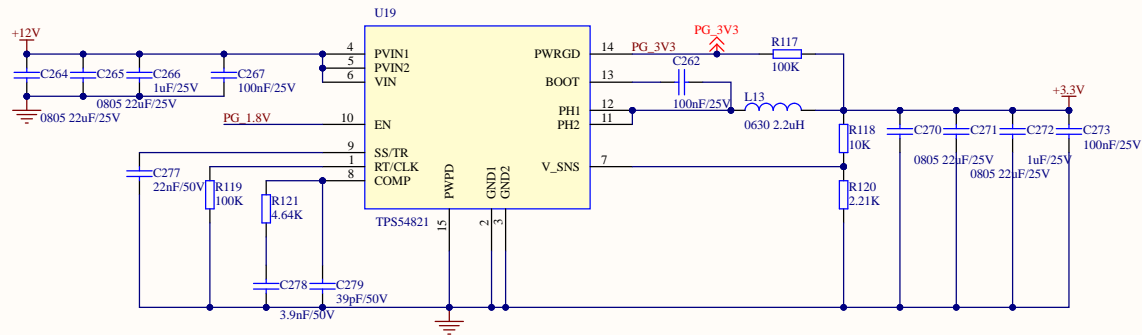 U19
+12V
PG_3V3
C264
C265
C266
1uF/25V
C267
100nF/25V
0805 22uF/25V
0805 22uF/25V
4
PVIN1
5
PVIN2
6
VIN
PWRGD
14
PG_3V3
R117
100K
BOOT
13
C262
100nF/25V
PH1
12
PH2
11
L13
0630 2.2uH
+3.3V
PG_1.8V
10
EN
R118
10K
C270
C271
C272
C273
100nF/25V
0805 22uF/25V
1uF/25V
0805 22uF/25V
9
SS/TR
1
RT/CLK
8
COMP
V_SNS
7
C277
22nF/50V
R119
100K
R121
4.64K
R120
2.21K
PWPD
GND1
GND2
TPS54821
15
2
3
C278
3.9nF/50V
C279
39pF/50V